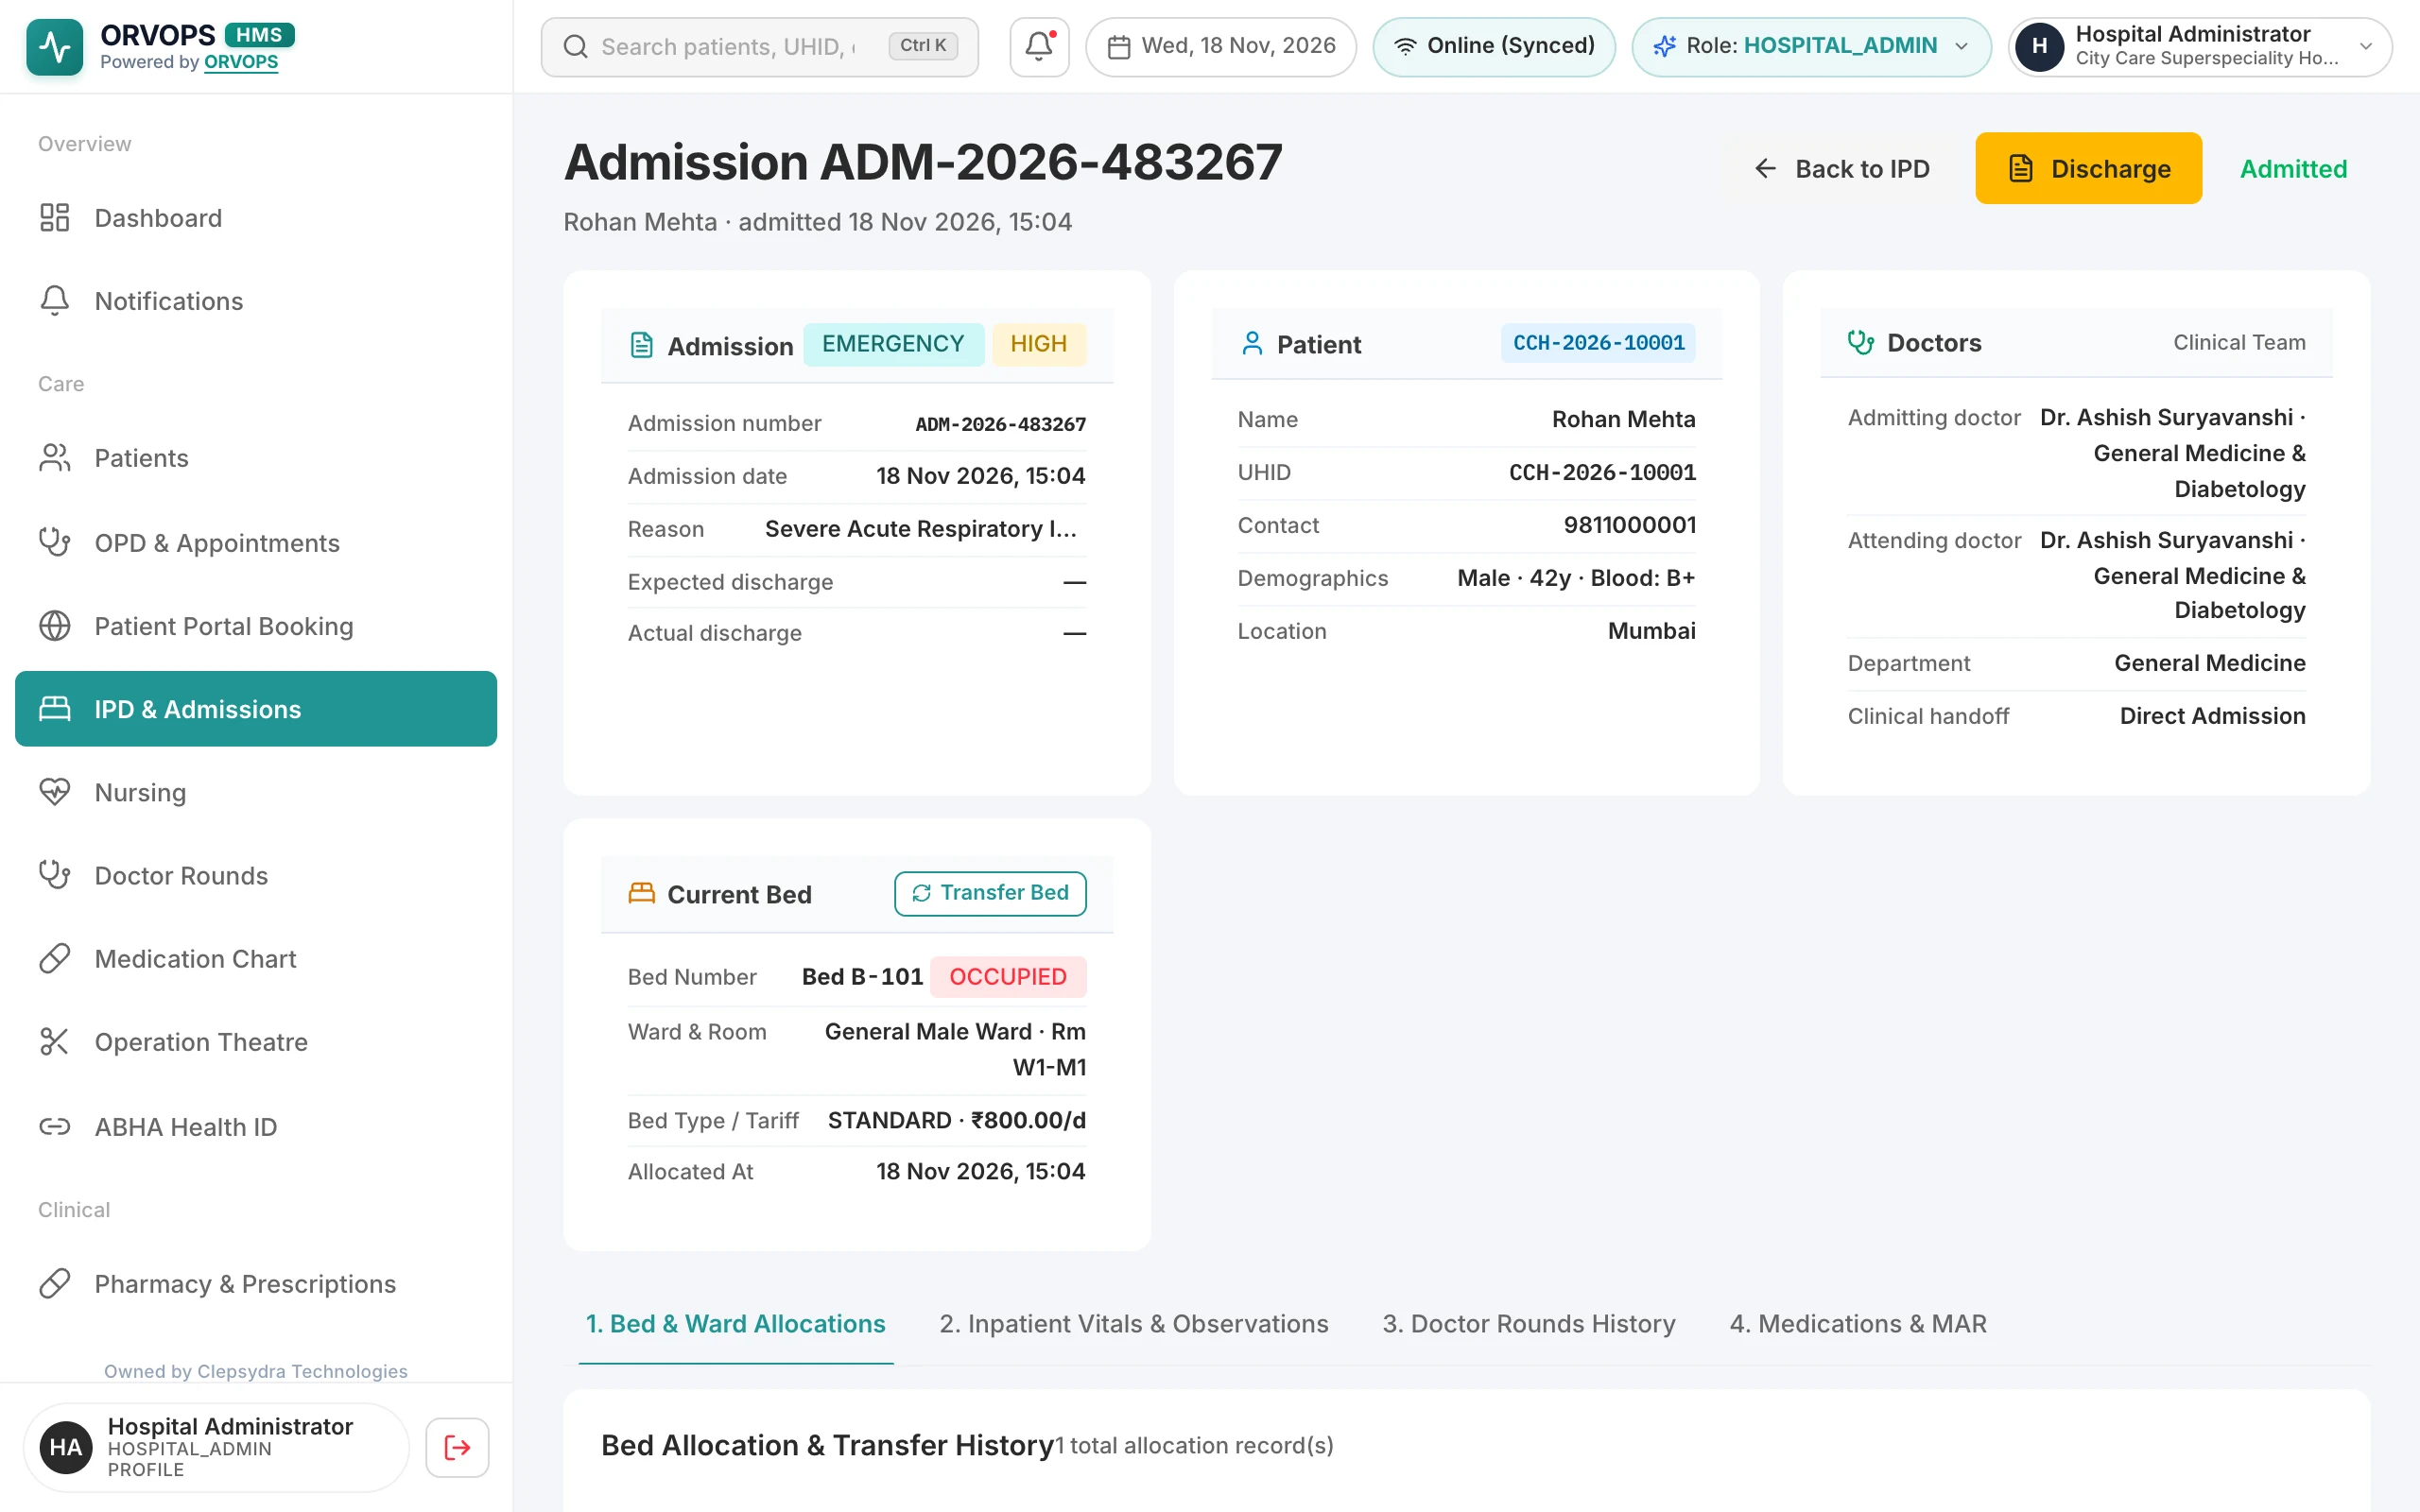 ORVOPS HMS
Powered by ORVOPS
Search patients, UHID,
Ctrl K
Wed, 18 Nov, 2026
Online (Synced)
Role: HOSPITAL_ADMIN
H
Hospital Administrator
City Care Superspeciality Ho...
Overview
Dashboard
Notifications
Care
Patients
OPD & Appointments
Patient Portal Booking
IPD & Admissions
Nursing
Doctor Rounds
Medication Chart
Operation Theatre
ABHA Health ID
Clinical
Pharmacy & Prescriptions
Owned by Clepsydra Technologies
HA
Hospital Administrator
HOSPITAL_ADMIN
PROFILE
Admission ADM-2026-483267
Rohan Mehta · admitted 18 Nov 2026, 15:04
Back to IPD
Discharge
Admitted
Admission EMERGENCY HIGH
Admission number ADM-2026-483267
Admission date 18 Nov 2026, 15:04
Reason Severe Acute Respiratory I...
Expected discharge —
Actual discharge —
Patient CCH-2026-10001
Name Rohan Mehta
UHID CCH-2026-10001
Contact 9811000001
Demographics Male · 42y · Blood: B+
Location Mumbai
Doctors Clinical Team
Admitting doctor Dr. Ashish Suryavanshi ·
General Medicine &
Diabetology
Attending doctor Dr. Ashish Suryavanshi ·
General Medicine &
Diabetology
Department General Medicine
Clinical handoff Direct Admission
Current Bed Transfer Bed
Bed Number Bed B-101 OCCUPIED
Ward & Room General Male Ward · Rm
W1-M1
Bed Type / Tariff STANDARD · ₹800.00/d
Allocated At 18 Nov 2026, 15:04
1. Bed & Ward Allocations
2. Inpatient Vitals & Observations
3. Doctor Rounds History
4. Medications & MAR
Bed Allocation & Transfer History1 total allocation record(s)